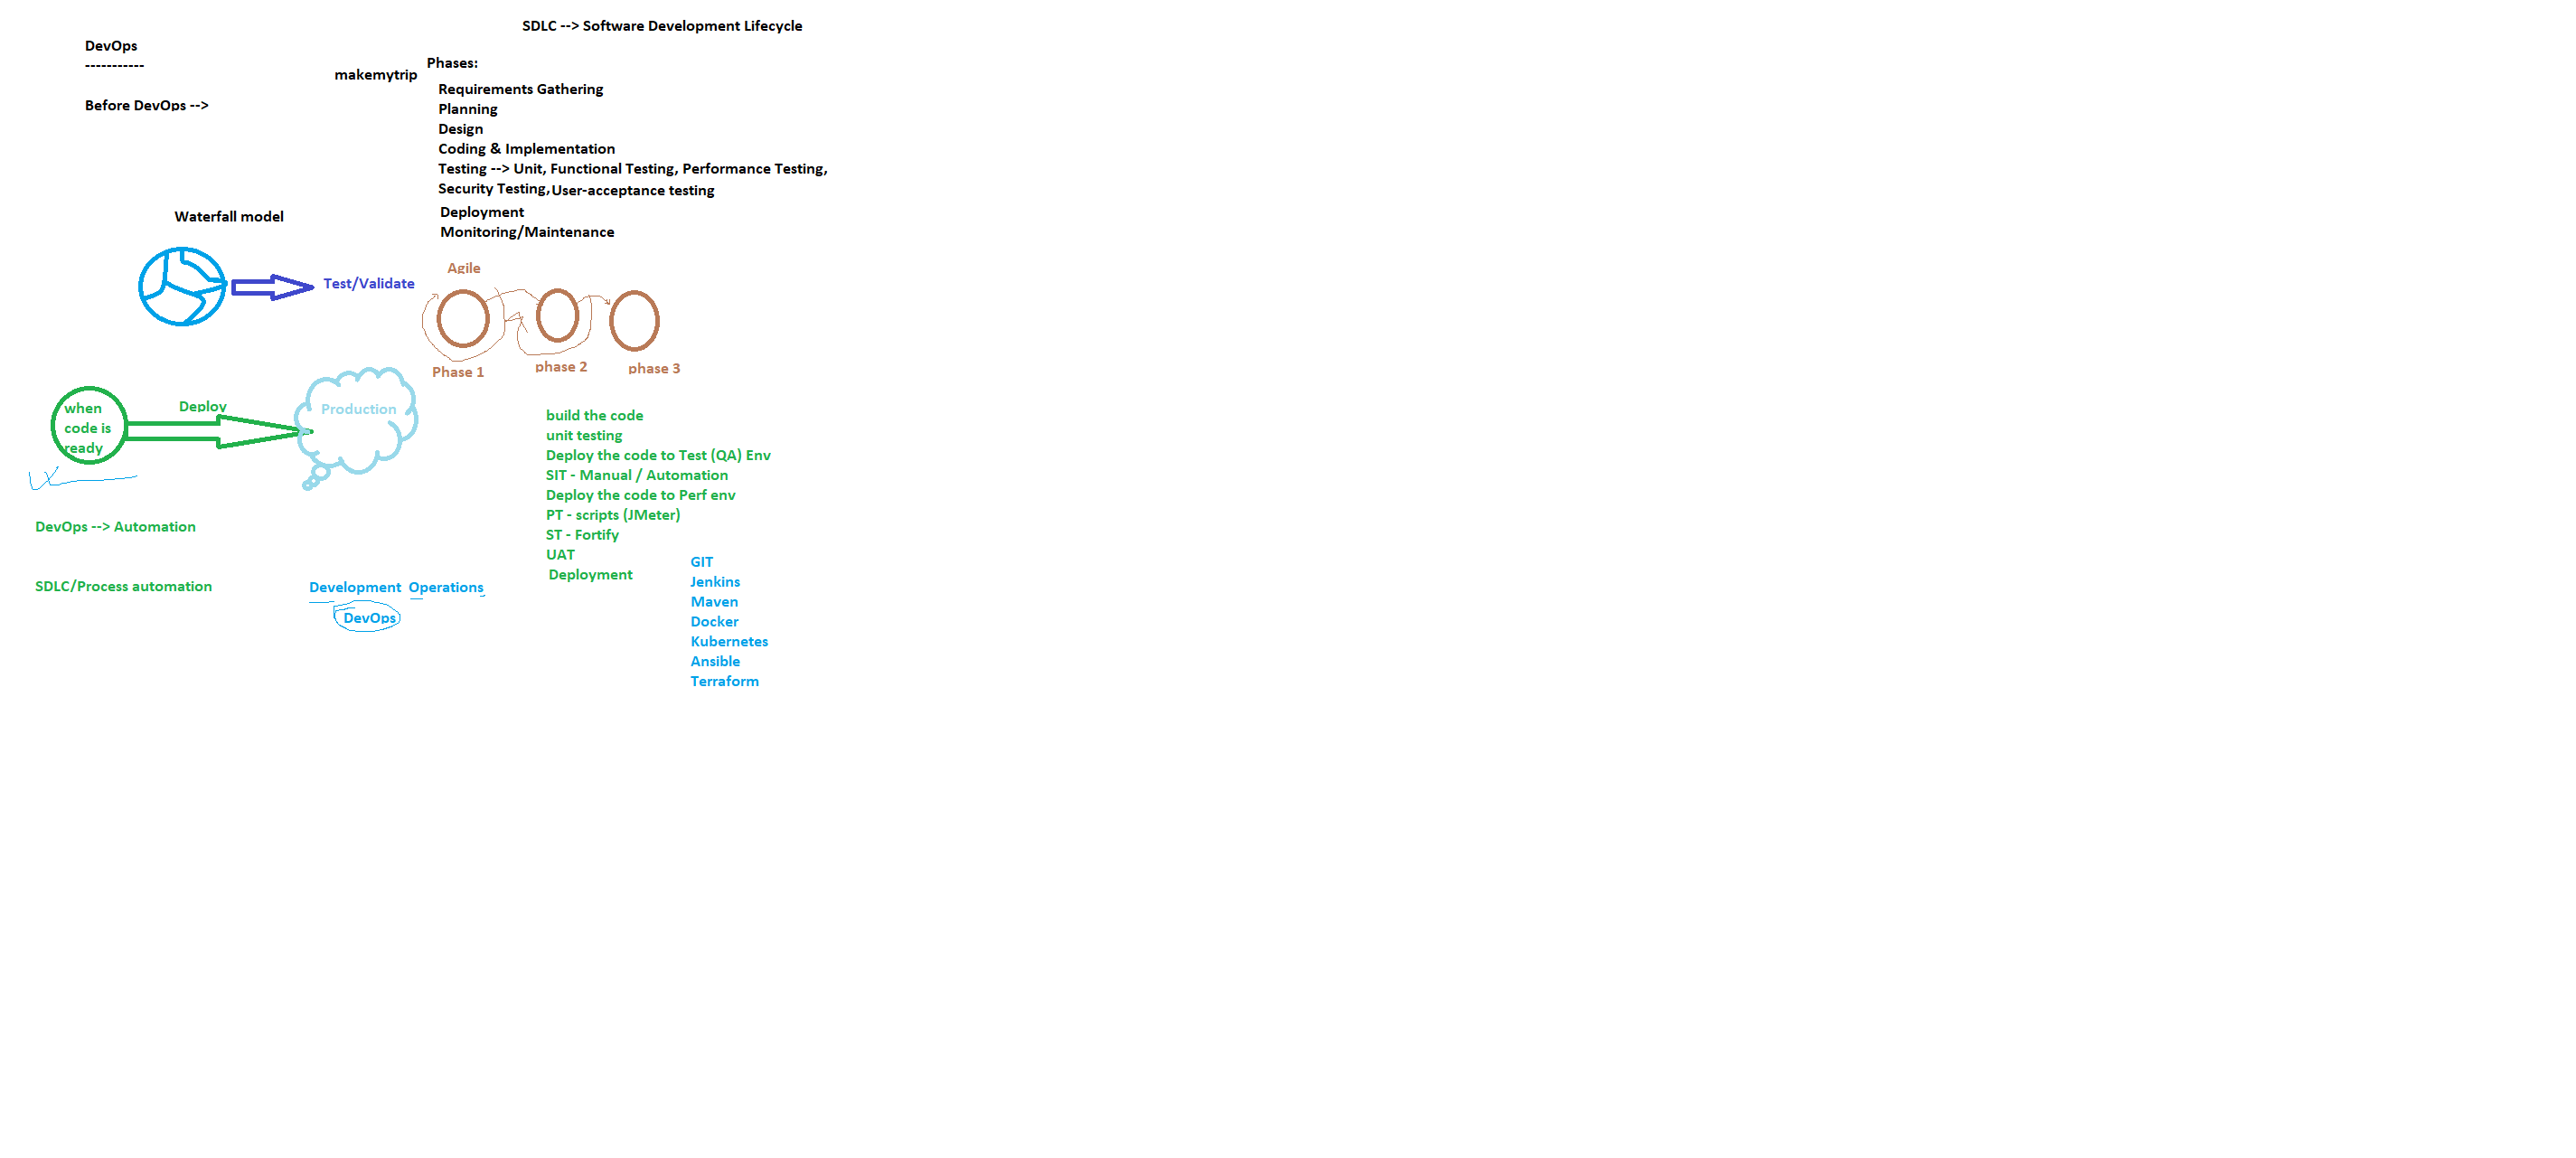 SDLC --> Software Development Lifecycle
DevOps
-----------
makemytrip
Before DevOps -->
Phases:
Requirements Gathering
Planning
Design
Coding & Implementation
Testing --> Unit, Functional Testing, Performance Testing,
Security Testing, User-acceptance testing
Deployment
Monitoring/Maintenance
Waterfall model
Test/Validate
Agile
Phase 1
phase 2
phase 3
when
code is
ready
Deploy
Production
build the code
unit testing
Deploy the code to Test (QA) Env
SIT - Manual / Automation
Deploy the code to Perf env
PT - scripts (JMeter)
ST - Fortify
UAT
Deployment
DevOps --> Automation
SDLC/Process automation
Development Operations
DevOps
GIT
Jenkins
Maven
Docker
Kubernetes
Ansible
Terraform